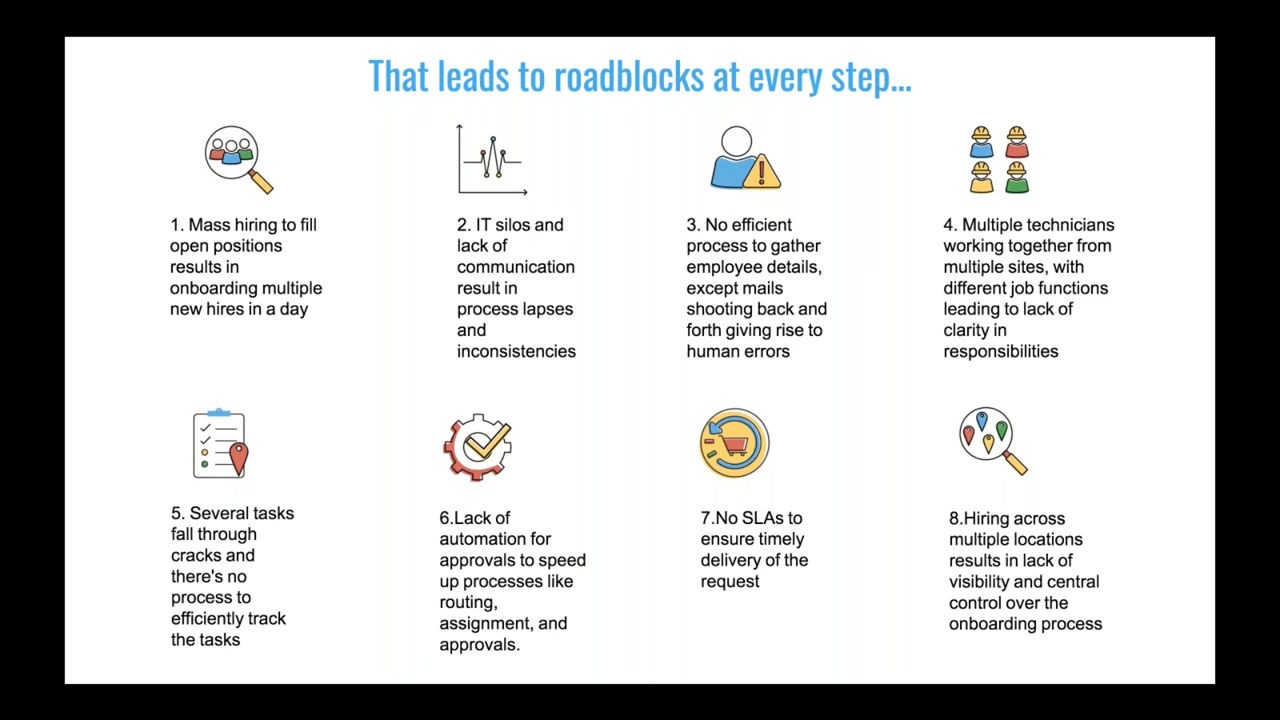 That leads to roadblocks at every step...
1. Mass hiring to fill
open positions
results in
onboarding multiple
new hires in a day
2. IT silos and
lack of
communication
result in
process lapses
and
inconsistencies
3. No efficient
process to gather
employee details,
except mails
shooting back and
forth giving rise to
human errors
4. Multiple technicians
working together from
multiple sites, with
different job functions
leading to lack of
clarity in
responsibilities
5. Several tasks
fall through
cracks and
there's no
process to
efficiently track
the tasks
6.Lack of
automation for
approvals to speed
up processes like
routing,
assignment, and
approvals.
7.No SLAs to
ensure timely
delivery of the
request
8.Hiring across
multiple locations
results in lack of
visibility and central
control over the
onboarding process